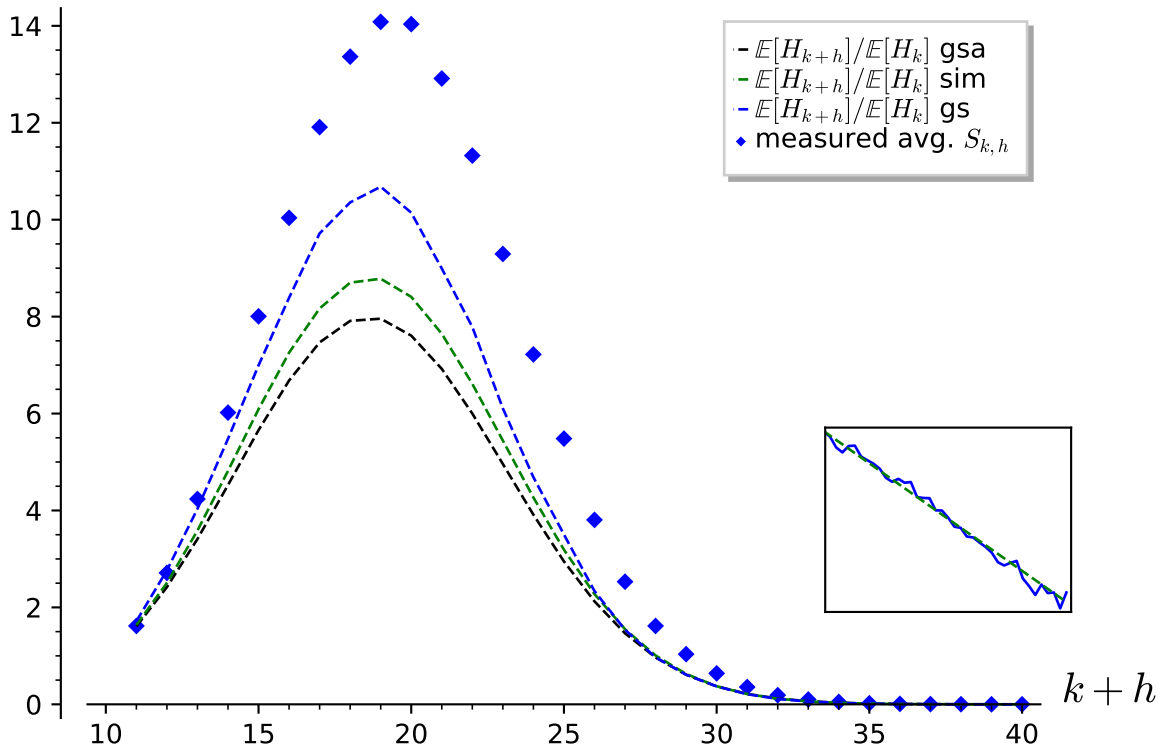 14
12
10
8
6
4
2
0
𝔼[H_{k+h}]/𝔼[H_k] gsa
𝔼[H_{k+h}]/𝔼[H_k] sim
𝔼[H_{k+h}]/𝔼[H_k] gs
measured avg. S_{k,h}
k + h
10 15 20 25 30 35 40